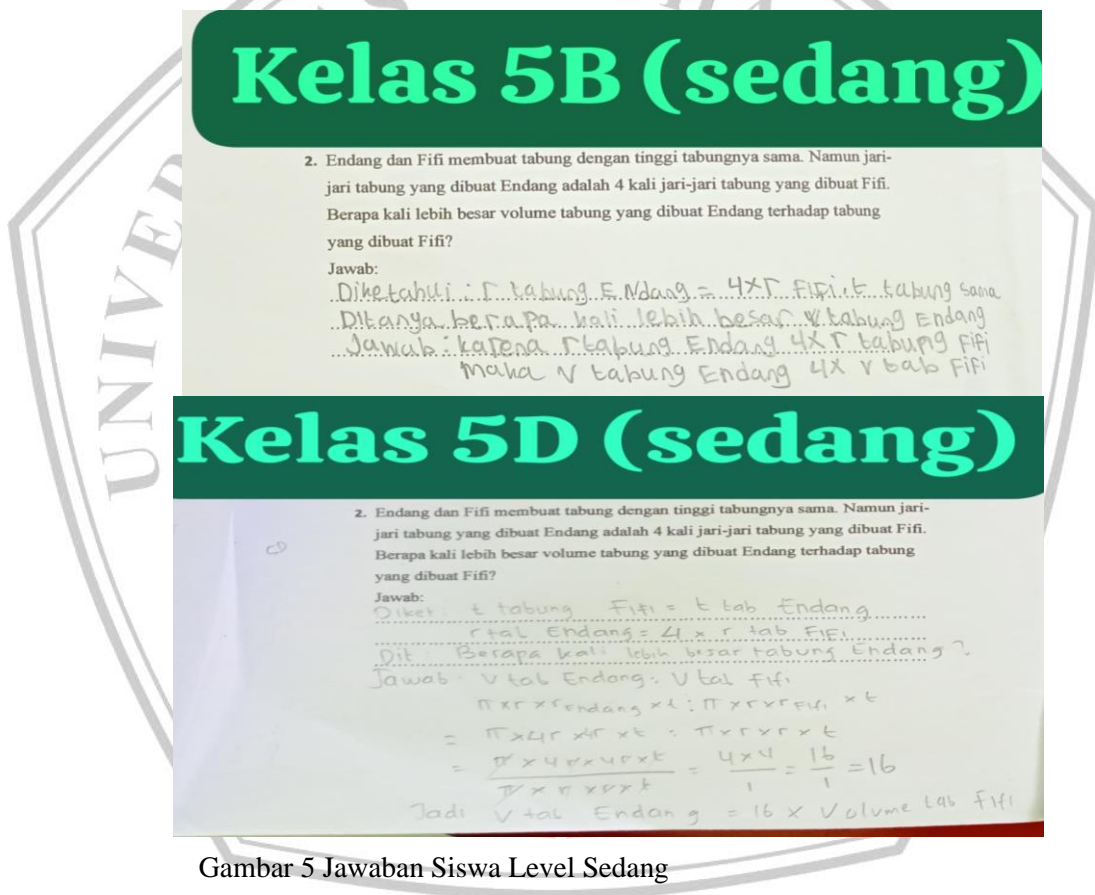 UNIVER
Kelas 5B (sedang)
2. Endang dan Fifi membuat tabung dengan tinggi tabungnya sama. Namun jari-
jari tabung yang dibuat Endang adalah 4 kali jari-jari tabung yang dibuat Fifi.
Berapa kali lebih besar volume tabung yang dibuat Endang terhadap tabung
yang dibuat Fifi?
Jawab:
Diketahui : r tabung ENdang = 4×r FiFi, t tabung sama
Ditanya berapa kali lebih besar v tabung Endang
Jawab : karena r tabung Endang 4× r tabung FiFi
maka v tabung Endang 4× v tab FiFi
Kelas 5D (sedang)
2. Endang dan Fifi membuat tabung dengan tinggi tabungnya sama. Namun jari-
jari tabung yang dibuat Endang adalah 4 kali jari-jari tabung yang dibuat Fifi.
Berapa kali lebih besar volume tabung yang dibuat Endang terhadap tabung
yang dibuat Fifi?
Jawab:
Diket: t tabung Fifi = t tab Endang
r tab Endang = 4 × r tab FiFi
Dit : Berapa kali lebih besar tabung Endang ?
Jawab : V tab Endang : V tab Fifi
π×r×r Endang ×t : π×r×r Fifi ×t
= π×4r×4r×t : π×r×r×t
= π×4r×4r×t / π×r×r×t = 4×4 / 1 = 16 / 1 = 16
Jadi V tab Endang = 16 × Volume tab fifi
Gambar 5 Jawaban Siswa Level Sedang
UNI